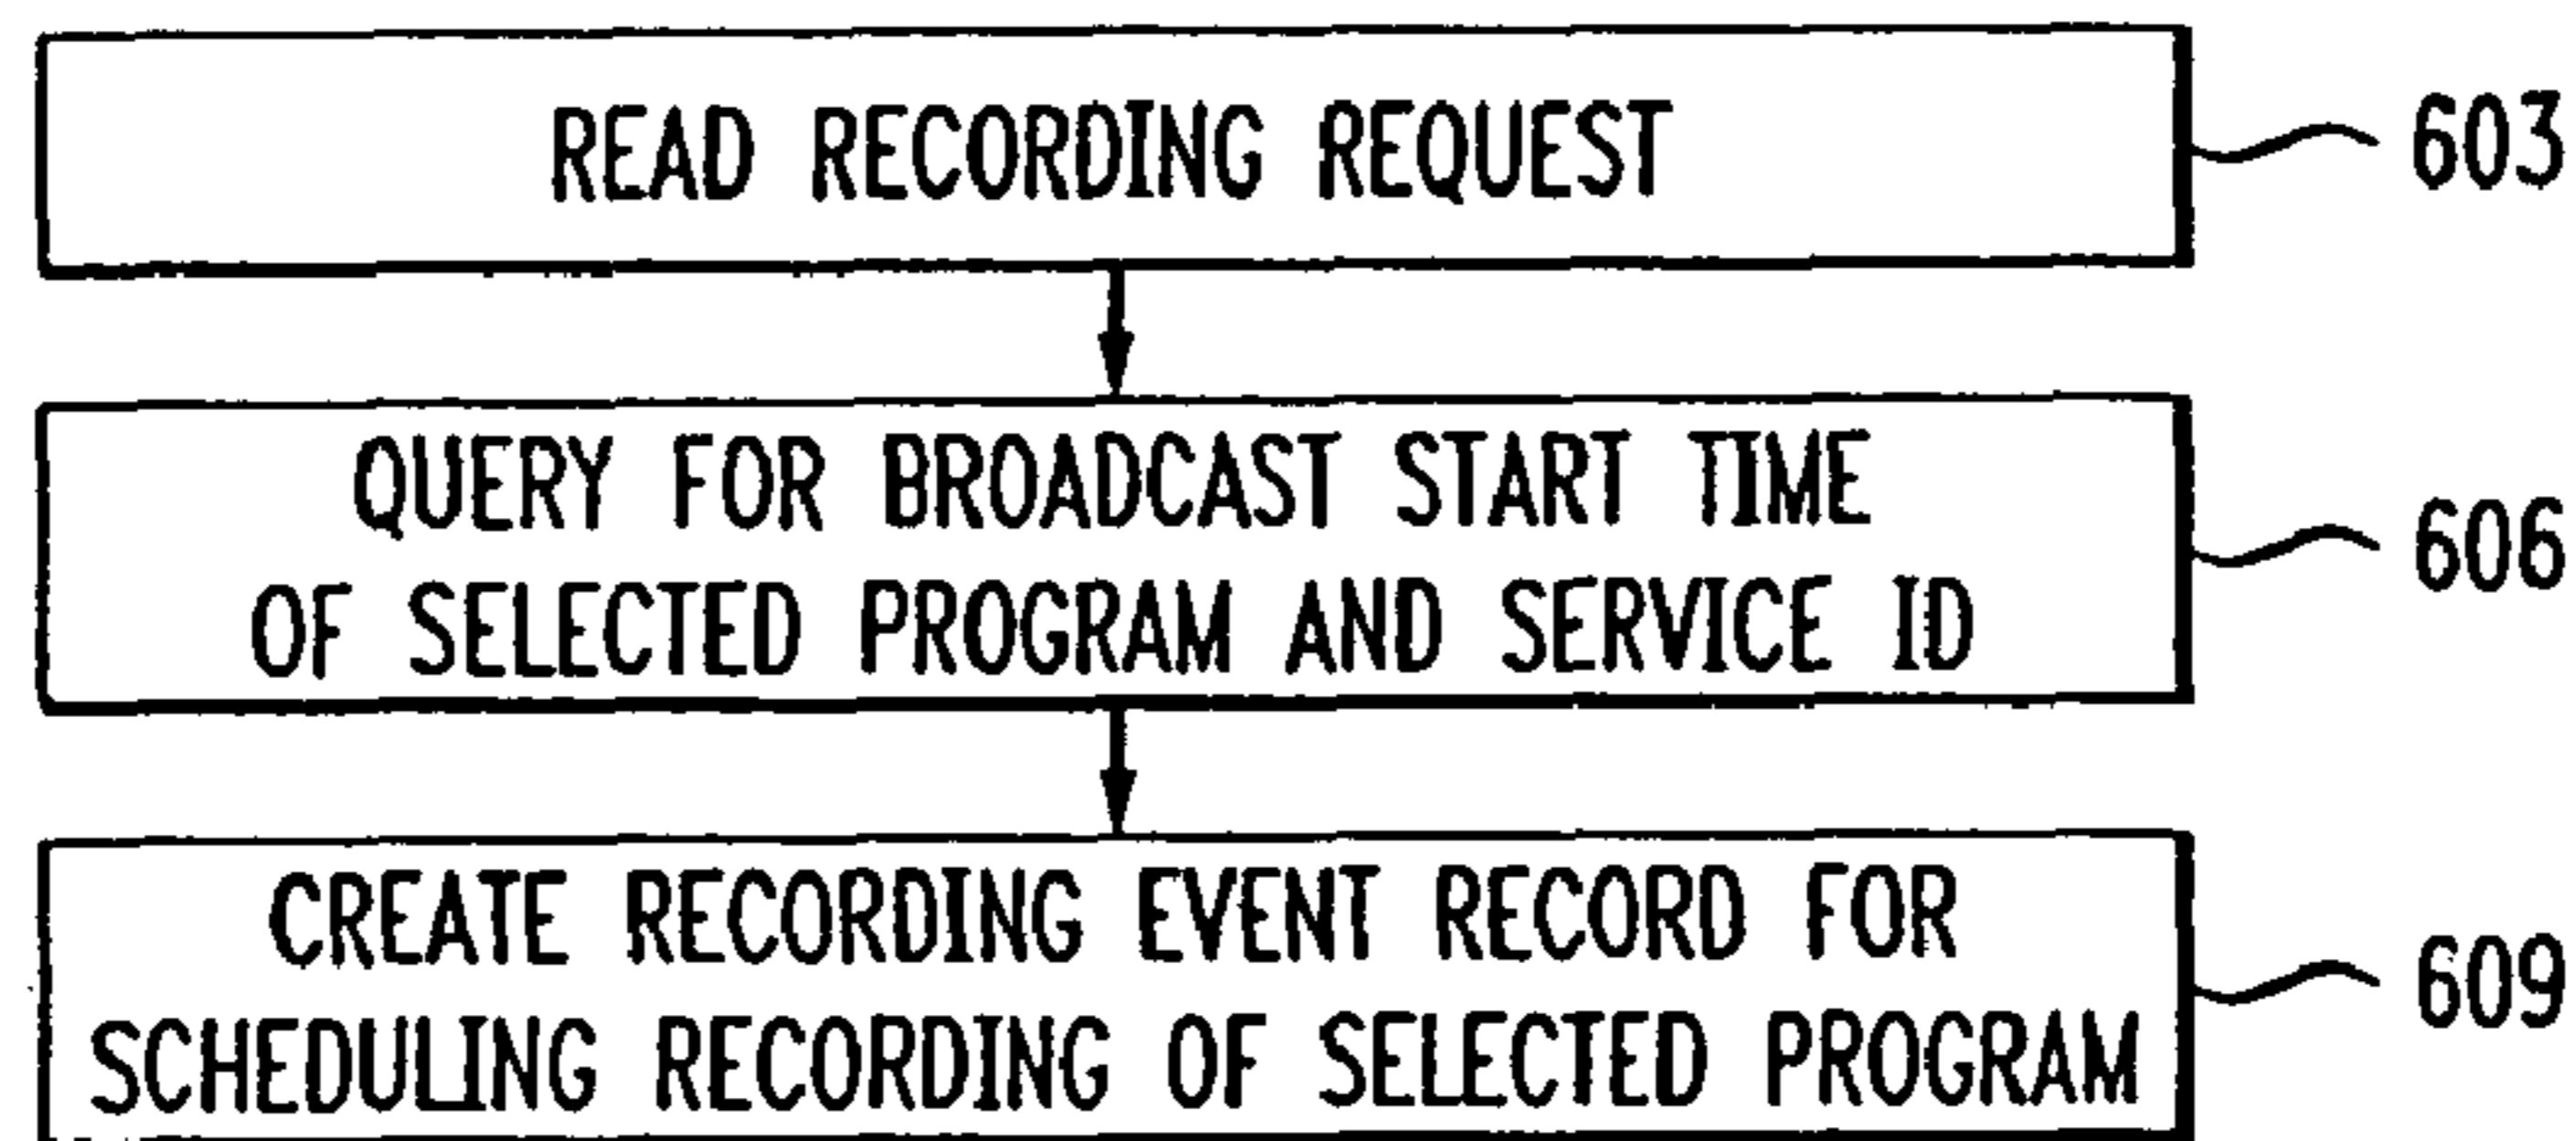 READ RECORDING REQUEST
603
QUERY FOR BROADCAST START TIME
OF SELECTED PROGRAM AND SERVICE ID
606
CREATE RECORDING EVENT RECORD FOR
SCHEDULING RECORDING OF SELECTED PROGRAM
609